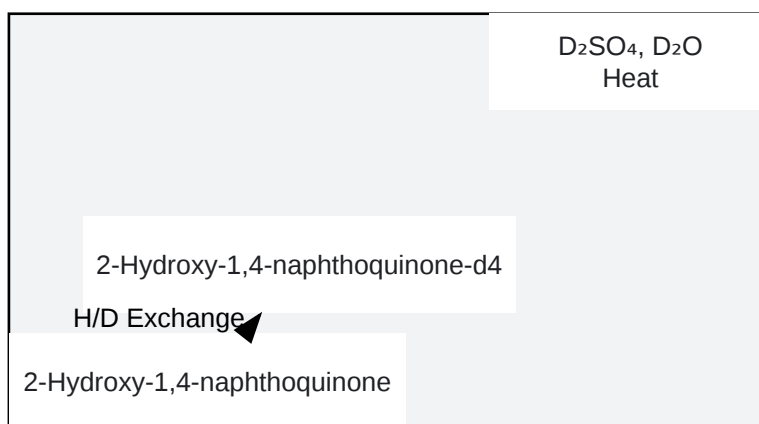 D₂SO₄, D₂O
Heat
2-Hydroxy-1,4-naphthoquinone-d4
H/D Exchange
2-Hydroxy-1,4-naphthoquinone